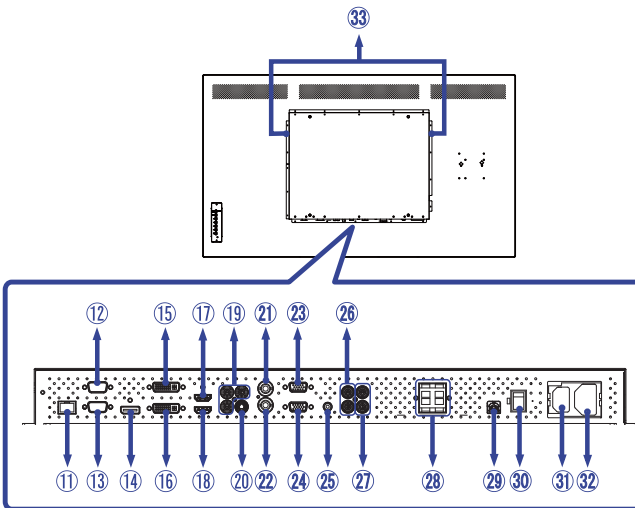 ㉝
⑫ ⑮ ⑰ ⑲ ㉑ ㉓ ㉖
⑪ ⑬ ⑭ ⑯ ⑱ ⑳ ㉒ ㉔ ㉕ ㉗ ㉘ ㉙ ㉚ ㉛ ㉜